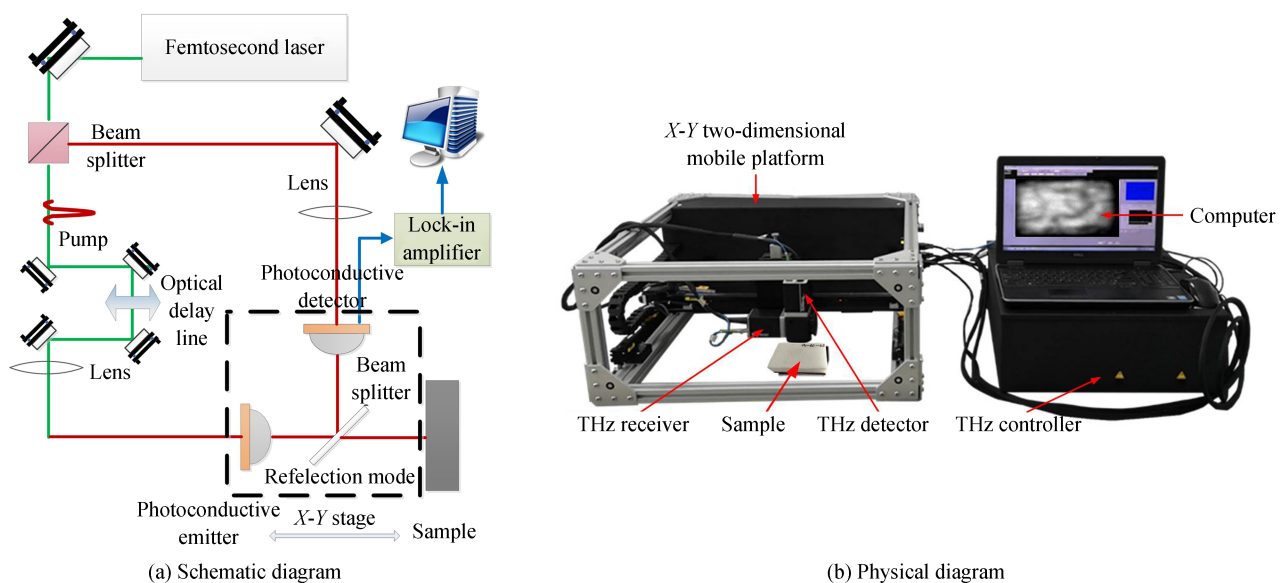 Femtosecond laser
Beam
splitter
Lens
Lock-in
amplifier
Pump
Photoconductive
detector
Optical
delay
line
Lens
Beam
splitter
Refelection mode
Photoconductive
emitter
X-Y stage
Sample
(a) Schematic diagram
X-Y two-dimensional
mobile platform
Computer
THz receiver
Sample
THz detector
THz controller
(b) Physical diagram